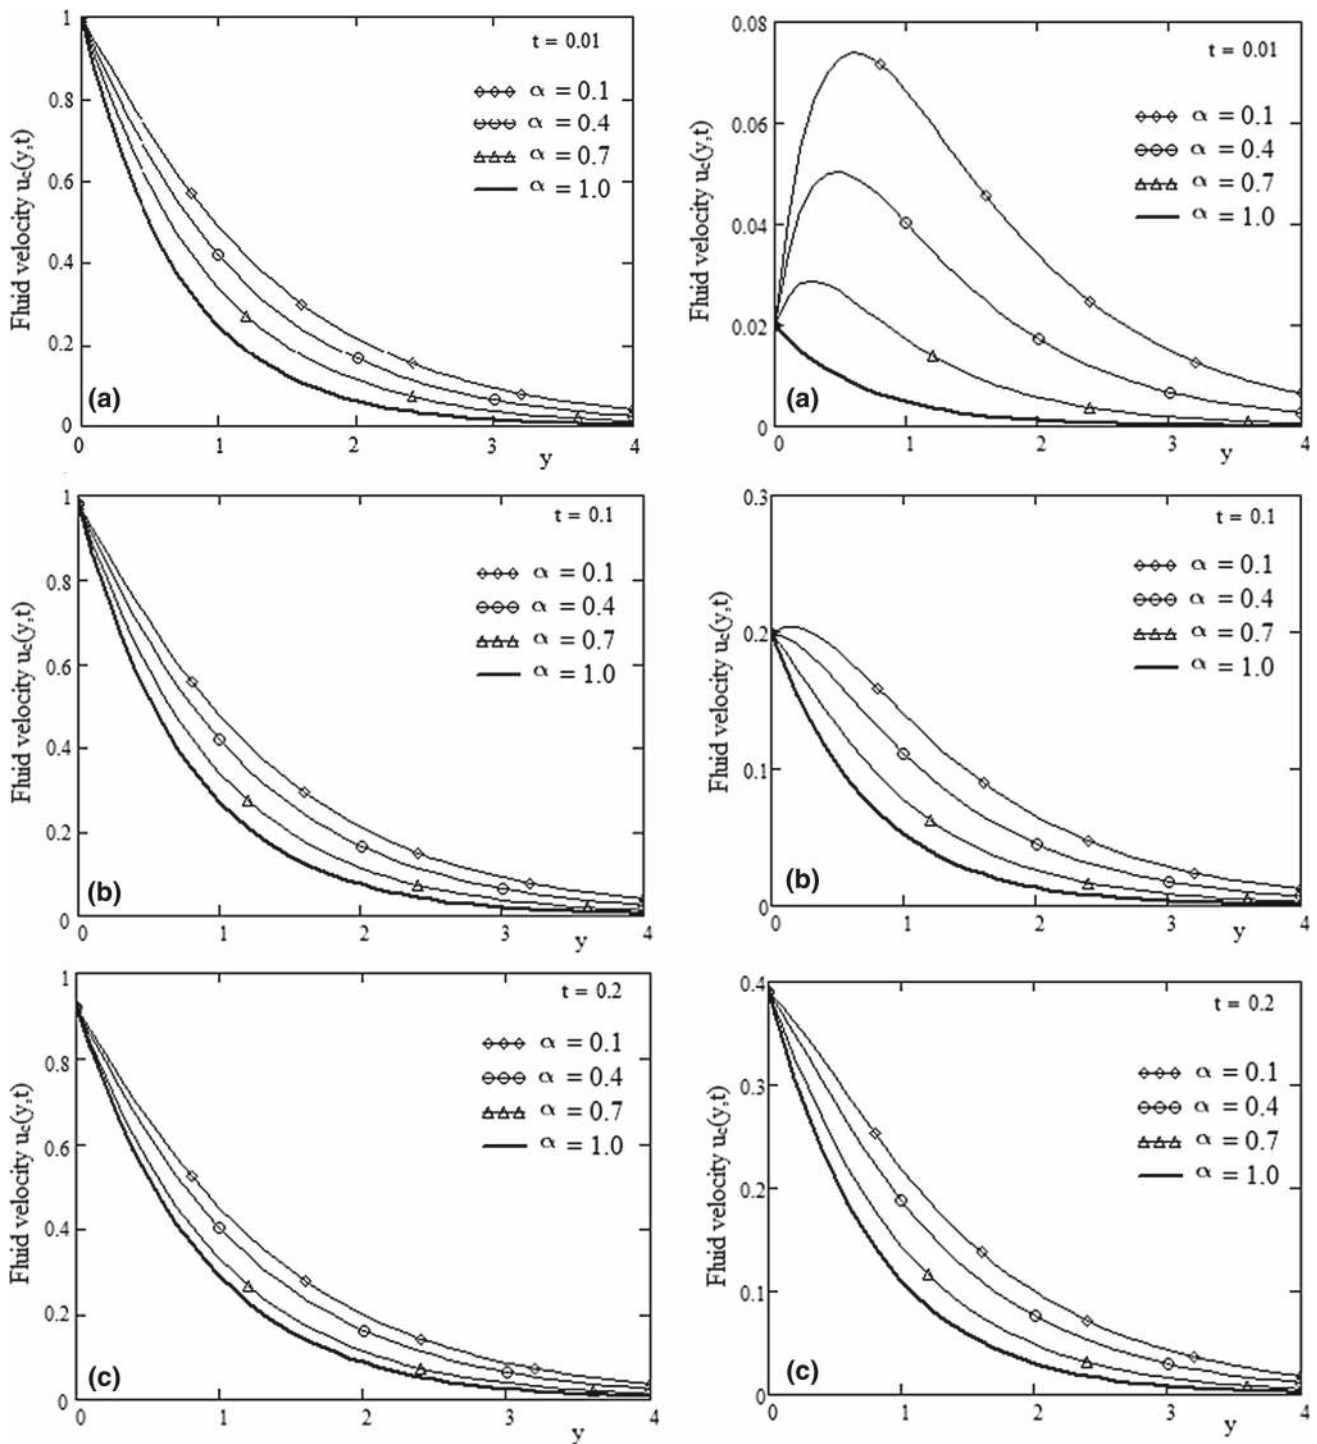 1
0.8
0.6
0.4
0.2
0
0 1 2 3 4
y
Fluid velocity u_c(y,t)
t = 0.01
α = 0.1
α = 0.4
α = 0.7
α = 1.0
(a)
0.08
0.06
0.04
0.02
0
0 1 2 3 4
y
Fluid velocity u_c(y,t)
t = 0.01
α = 0.1
α = 0.4
α = 0.7
α = 1.0
(a)
1
0.8
0.6
0.4
0.2
0
0 1 2 3 4
y
Fluid velocity u_c(y,t)
t = 0.1
α = 0.1
α = 0.4
α = 0.7
α = 1.0
(b)
0.3
0.2
0.1
0
0 1 2 3 4
y
Fluid velocity u_c(y,t)
t = 0.1
α = 0.1
α = 0.4
α = 0.7
α = 1.0
(b)
1
0.8
0.6
0.4
0.2
0
0 1 2 3 4
y
Fluid velocity u_c(y,t)
t = 0.2
α = 0.1
α = 0.4
α = 0.7
α = 1.0
(c)
0.4
0.3
0.2
0.1
0
0 1 2 3 4
y
Fluid velocity u_c(y,t)
t = 0.2
α = 0.1
α = 0.4
α = 0.7
α = 1.0
(c)